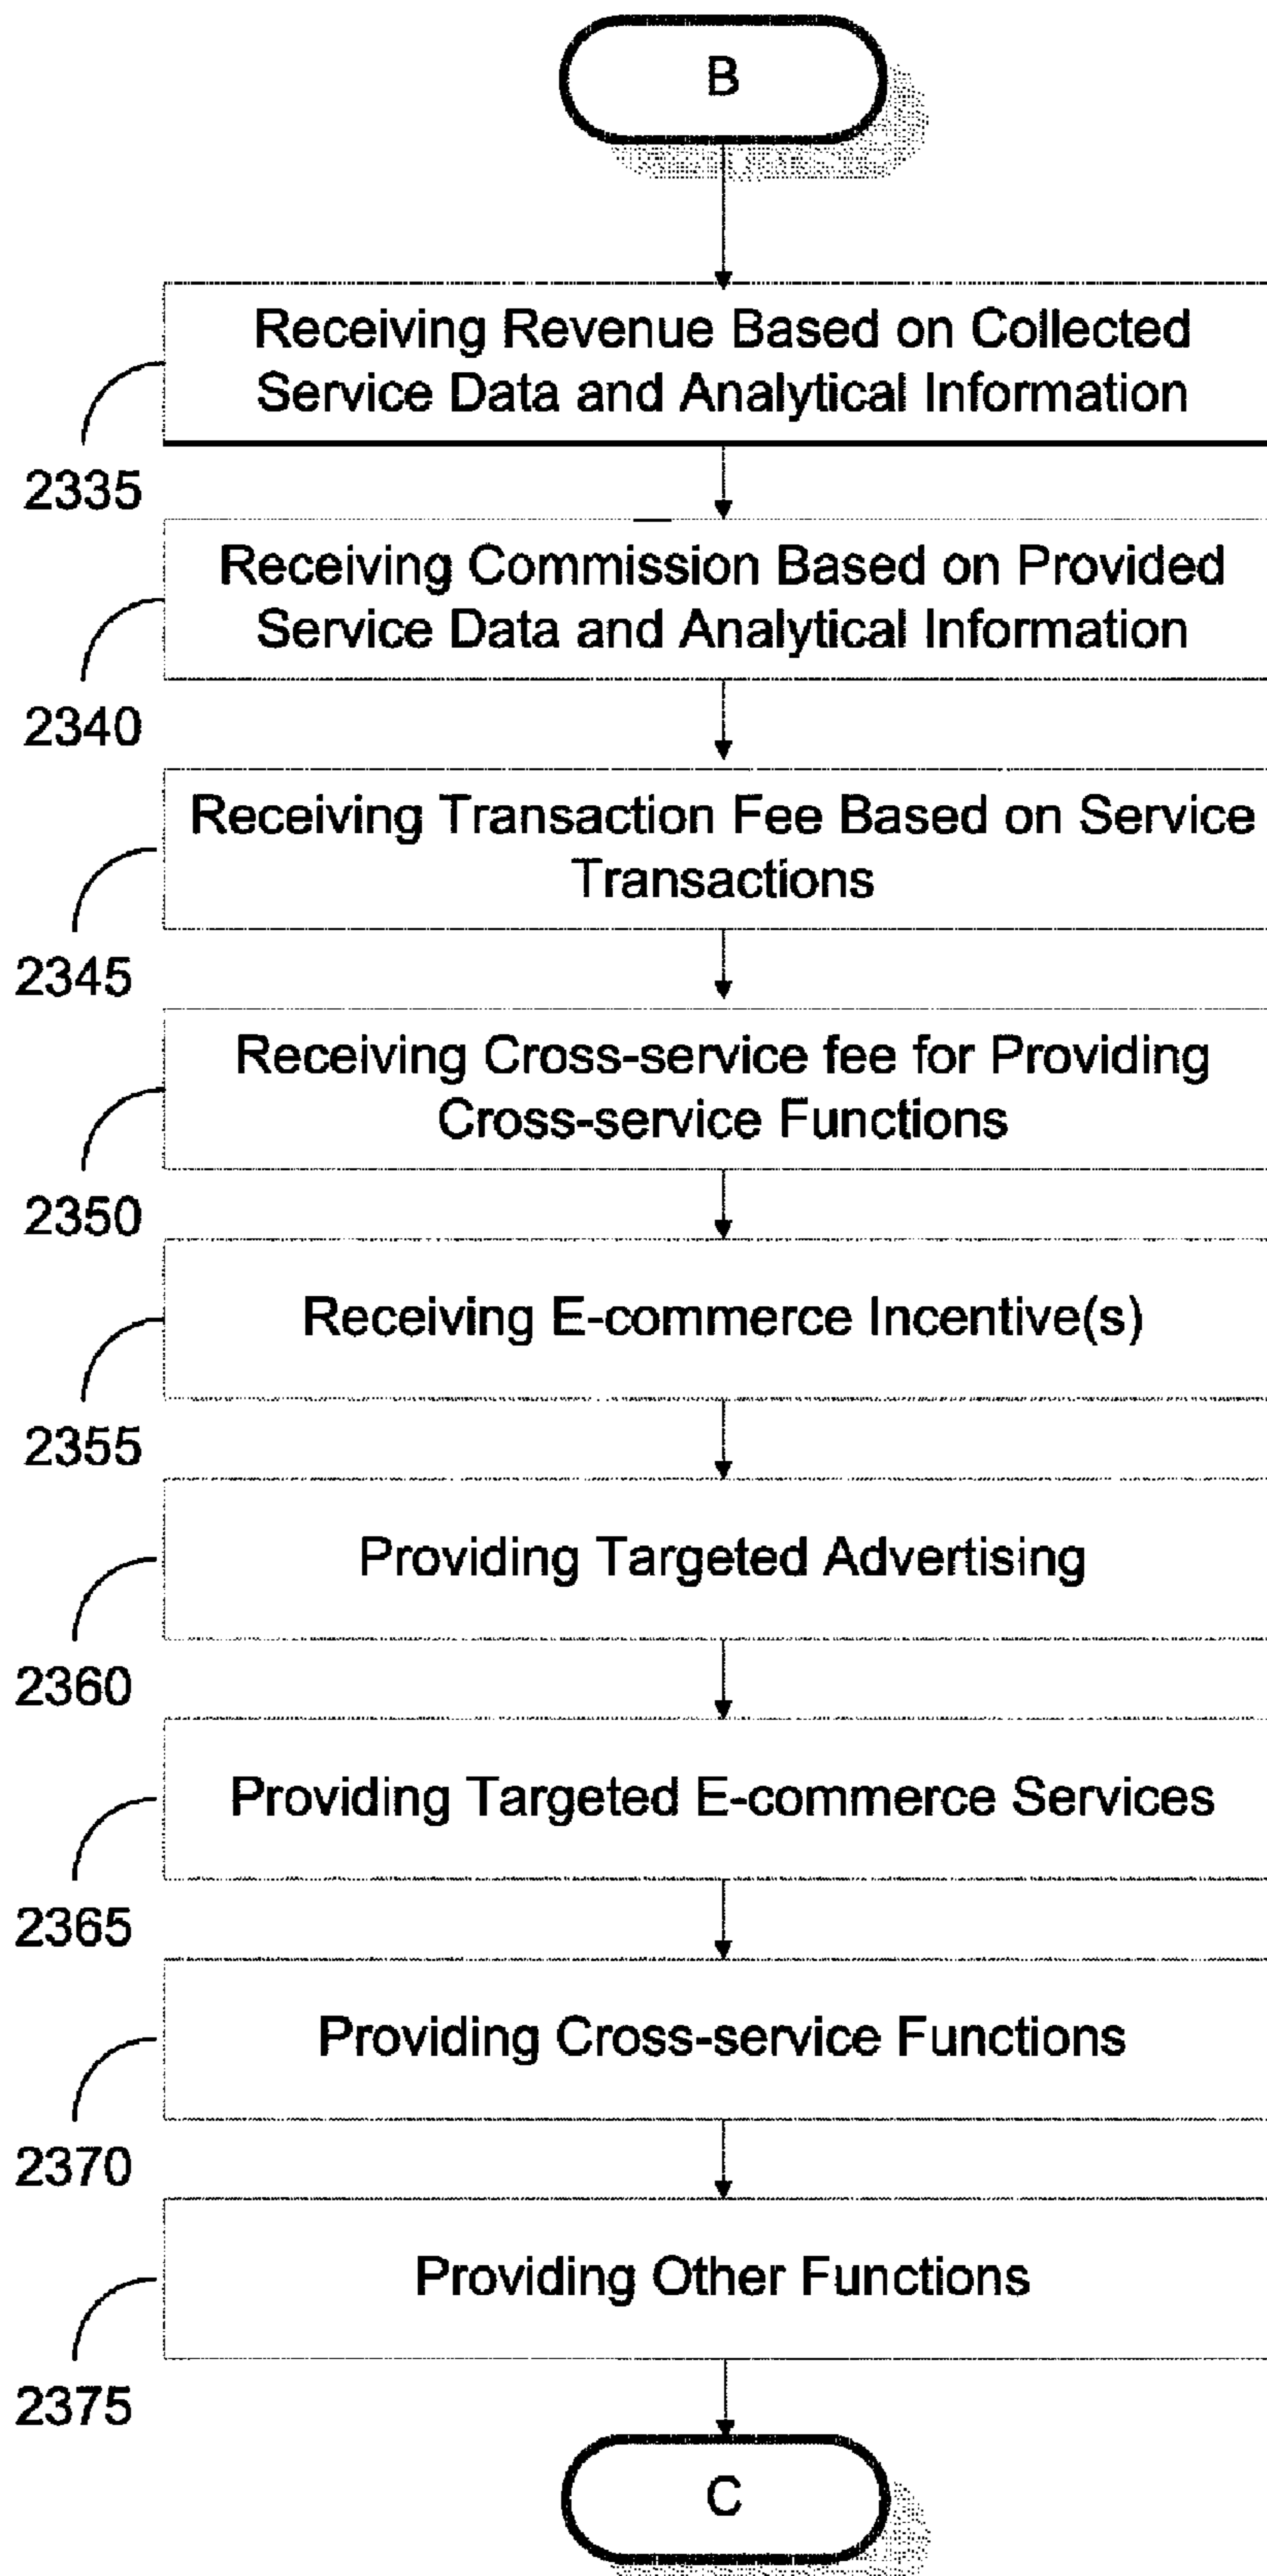 B
Receiving Revenue Based on Collected
Service Data and Analytical Information
2335
Receiving Commission Based on Provided
Service Data and Analytical Information
2340
Receiving Transaction Fee Based on Service
Transactions
2345
Receiving Cross-service fee for Providing
Cross-service Functions
2350
Receiving E-commerce Incentive(s)
2355
Providing Targeted Advertising
2360
Providing Targeted E-commerce Services
2365
Providing Cross-service Functions
2370
Providing Other Functions
2375
C